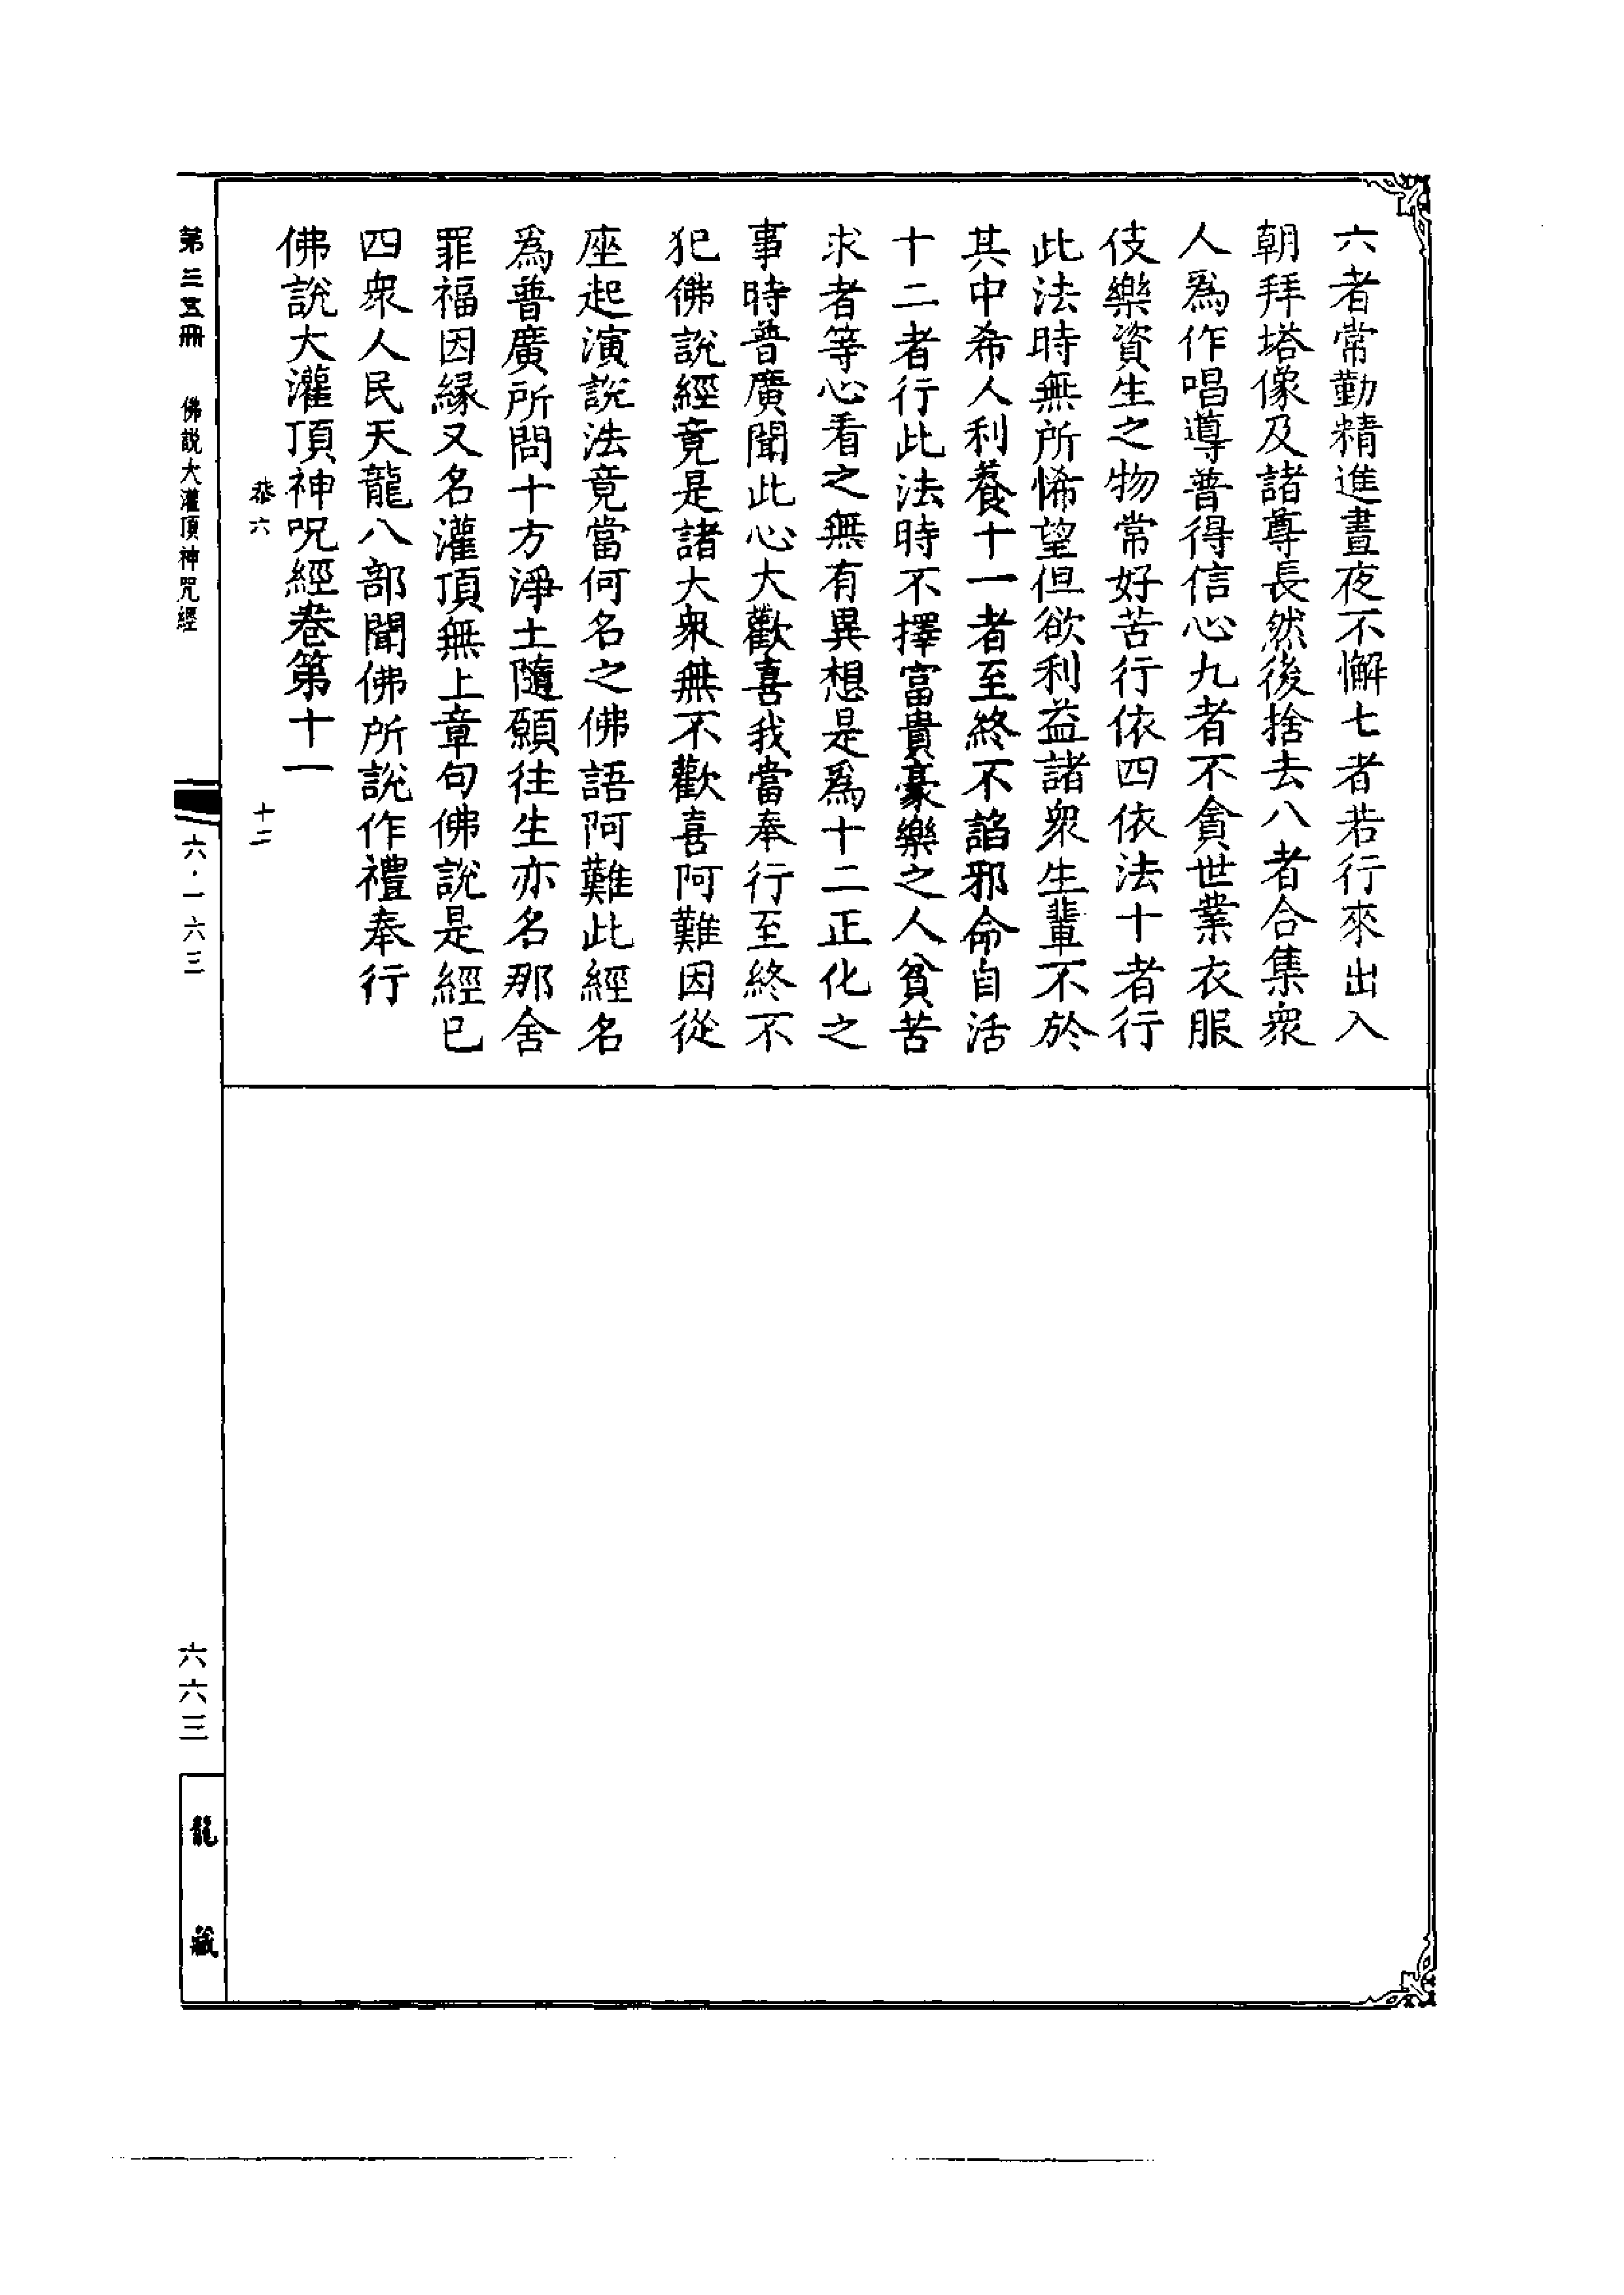 六者常勤精進晝夜不懈七者若行來出入
朝拜塔像及諸尊長然後捨去八者合集衆
人爲作唱導普得信心九者不貪世業衣服
伎樂資生之物常好苦行依四依法十者行
此法時無所悕望但欲利益諸衆生輩不於
其中希人利養十一者至終不諂邪命自活
十二者行此法時不擇富貴豪樂之人貧苦
求者等心看之無有異想是爲十二正化之
事時普廣聞此心大歡喜我當奉行至終不
犯佛說經竟是諸大衆無不歡喜阿難因從
座起演說法竟當何名之佛語阿難此經名
爲普廣所問十方淨土隨願往生亦名那舍
罪福因緣又名灌頂無上章句佛說是經已
四衆人民天龍八部聞佛所說作禮奉行
佛說大灌頂神呪經卷第十一
恭六 十二
第三五冊 佛說大灌頂神咒經 六·一六三 六六三
龍藏